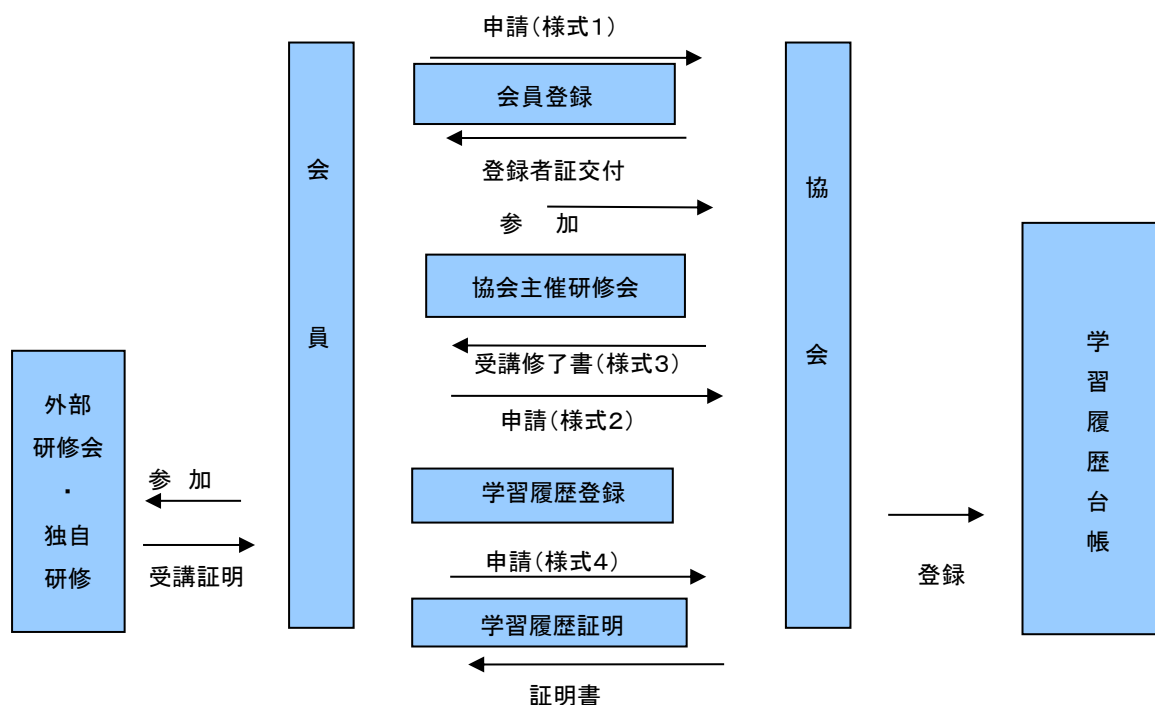 申請（様式１）
会員登録
登録者証交付
参　加
協会主催研修会
受講修了書（様式３）
申請（様式２）
学習履歴登録
申請（様式４）
学習履歴証明
証明書
会員
協会
外部
研修会
・
独自
研修
参　加
受講証明
登録
学習履歴台帳